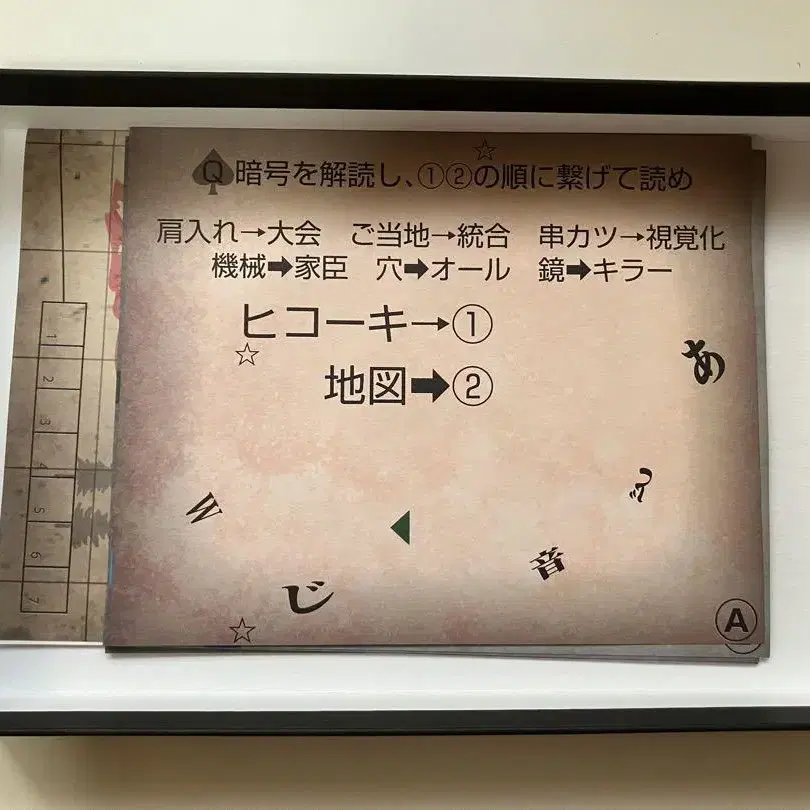 Q暗号を解読し、①②の順に繋げて読め
肩入れ→大会 ご当地→統合 串カツ→視覚化
機械➡家臣 穴➡オール 鏡➡キラー
ヒコーキ→①
地図➡②
あ
W
音
じ
A
1
2
3
4
5
6
7